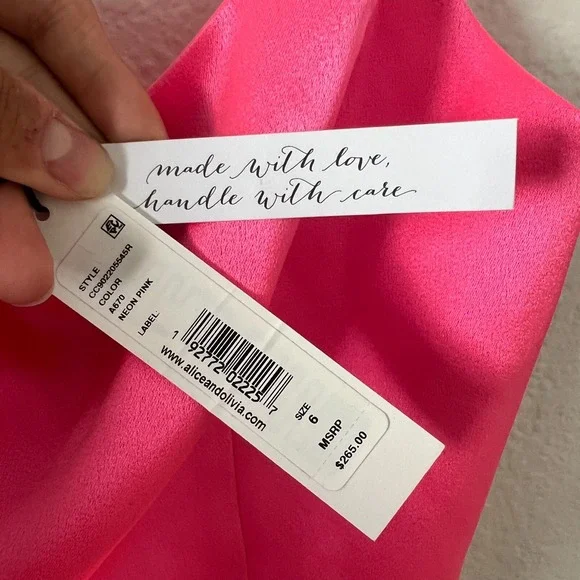 made with love,
handle with care
STYLE
CC902205545R
COLOR
A670
NEON PINK
LABEL:
1 92772 02225 7
www.aliceandolivia.com
SIZE
6
MSRP
$265.00